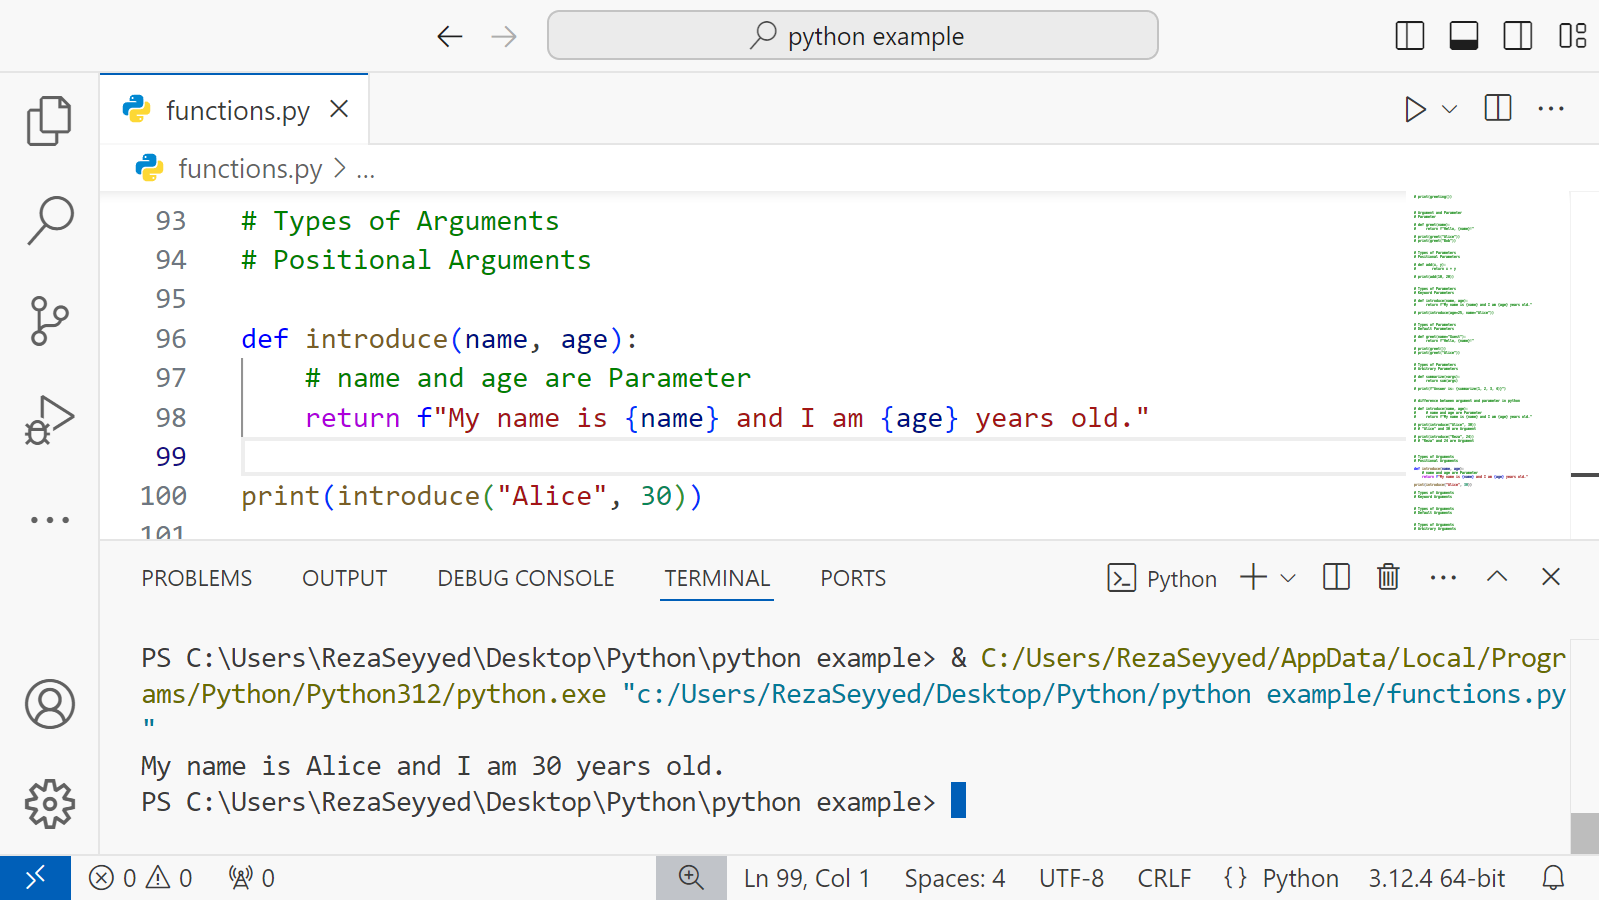 python example
functions.py
functions.py > ...
93 # Types of Arguments
94 # Positional Arguments
95
96 def introduce(name, age):
97 # name and age are Parameter
98 return f"My name is {name} and I am {age} years old."
99
100 print(introduce("Alice", 30))
101
PROBLEMS OUTPUT DEBUG CONSOLE TERMINAL PORTS Python
PS C:\Users\RezaSeyyed\Desktop\Python\python example> & C:/Users/RezaSeyyed/AppData/Local/Progr
ams/Python/Python312/python.exe "c:/Users/RezaSeyyed/Desktop/Python/python example/functions.py
"
My name is Alice and I am 30 years old.
PS C:\Users\RezaSeyyed\Desktop\Python\python example>
0 0 0 Ln 99, Col 1 Spaces: 4 UTF-8 CRLF {} Python 3.12.4 64-bit